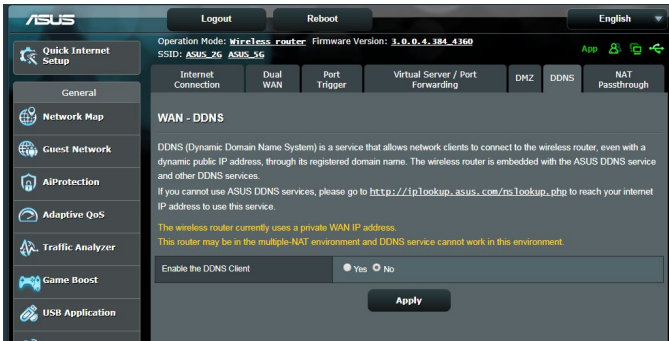 ASUS
Logout
Reboot
English
Quick Internet
Setup
General
Network Map
Guest Network
AiProtection
Adaptive QoS
Traffic Analyzer
Game Boost
USB Application
Operation Mode: Wireless router Firmware Version: 3.0.0.4.384_4360
SSID: ASUS_2G ASUS_5G
App
Internet
Connection
Dual
WAN
Port
Trigger
Virtual Server / Port
Forwarding
DMZ
DDNS
NAT
Passthrough
WAN - DDNS
DDNS (Dynamic Domain Name System) is a service that allows network clients to connect to the wireless router, even with a
dynamic public IP address, through its registered domain name. The wireless router is embedded with the ASUS DDNS service
and other DDNS services.
If you cannot use ASUS DDNS services, please go to http://iplookup.asus.com/nslookup.php to reach your internet
IP address to use this service.
The wireless router currently uses a private WAN IP
address.
This router may be in the multiple-NAT environment and DDNS service cannot work in this environment.
Enable the DDNS Client
Yes No
Apply